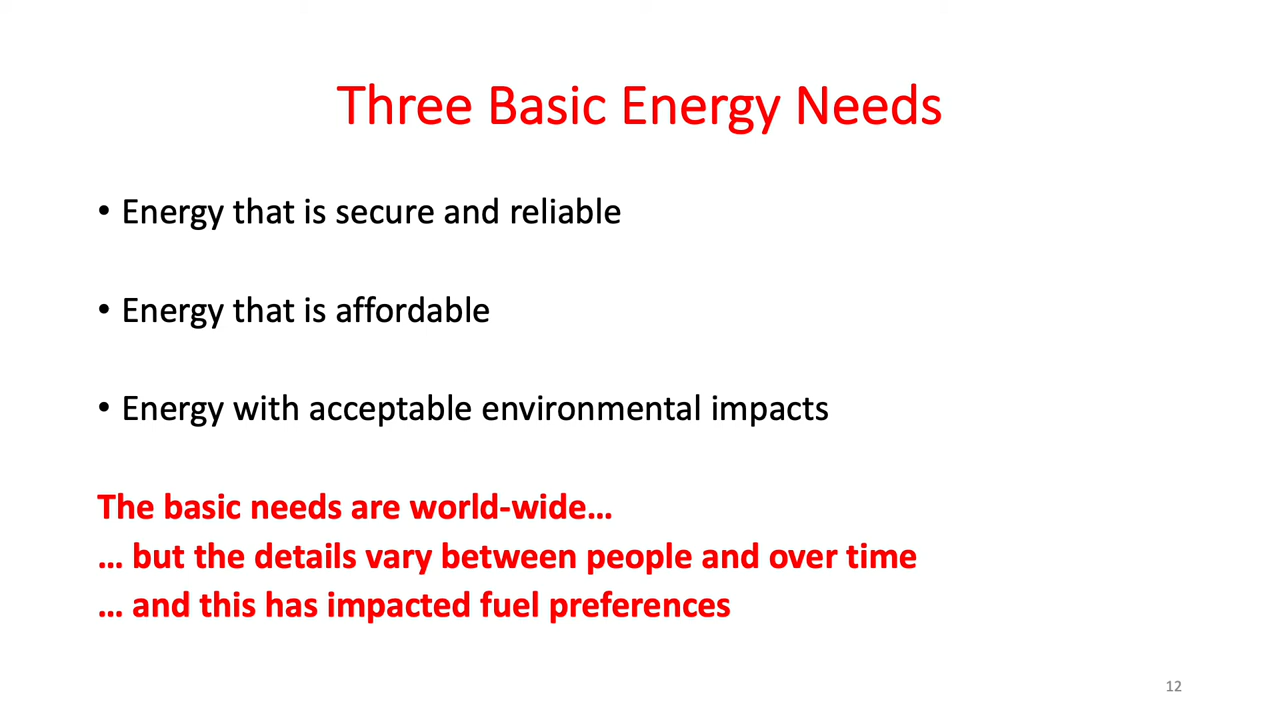 Three Basic Energy Needs
• Energy that is secure and reliable
• Energy that is affordable
• Energy with acceptable environmental impacts
The basic needs are world-wide…
… but the details vary between people and over time
… and this has impacted fuel preferences
12